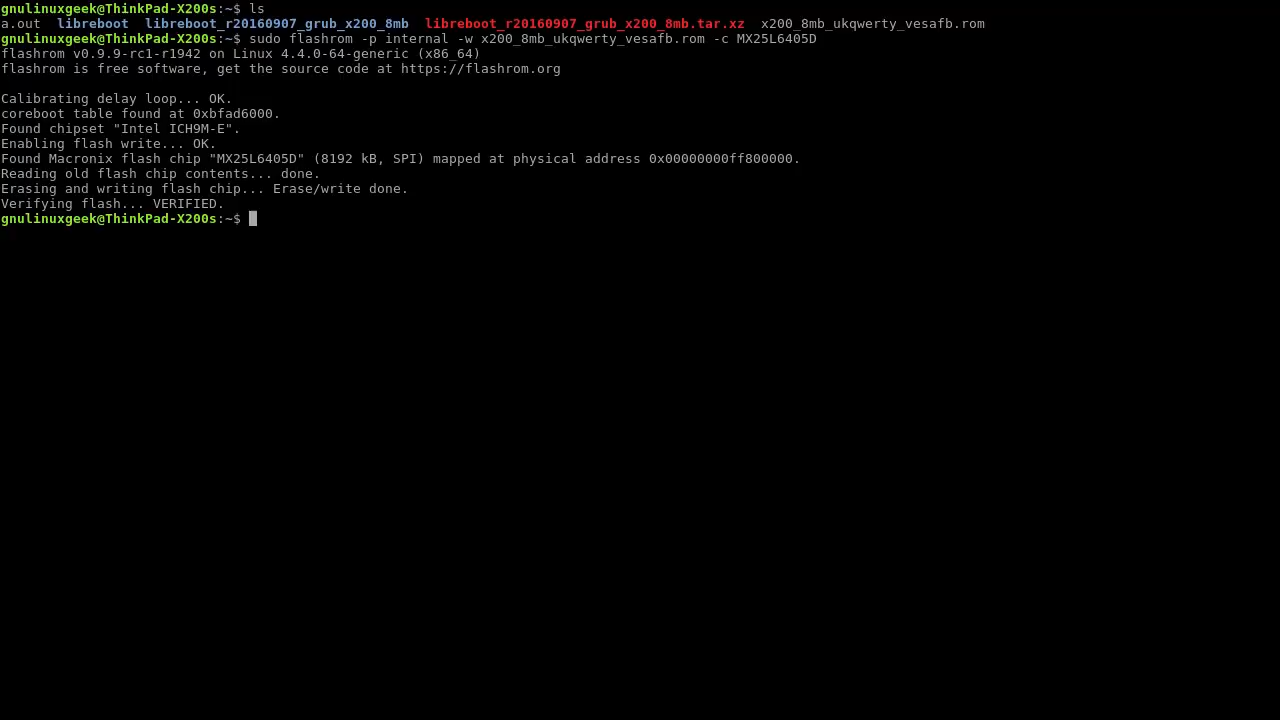 gnulinuxgeek@ThinkPad-X200s:~$ ls
a.out  libreboot  libreboot_r20160907_grub_x200_8mb  libreboot_r20160907_grub_x200_8mb.tar.xz  x200_8mb_ukqwerty_vesafb.rom
gnulinuxgeek@ThinkPad-X200s:~$ sudo flashrom -p internal -w x200_8mb_ukqwerty_vesafb.rom -c MX25L6405D
flashrom v0.9.9-rc1-r1942 on Linux 4.4.0-64-generic (x86_64)
flashrom is free software, get the source code at https://flashrom.org
Calibrating delay loop... OK.
coreboot table found at 0xbfad6000.
Found chipset "Intel ICH9M-E".
Enabling flash write... OK.
Found Macronix flash chip "MX25L6405D" (8192 kB, SPI) mapped at physical address 0x00000000ff800000.
Reading old flash chip contents... done.
Erasing and writing flash chip... Erase/write done.
Verifying flash... VERIFIED.
gnulinuxgeek@ThinkPad-X200s:~$